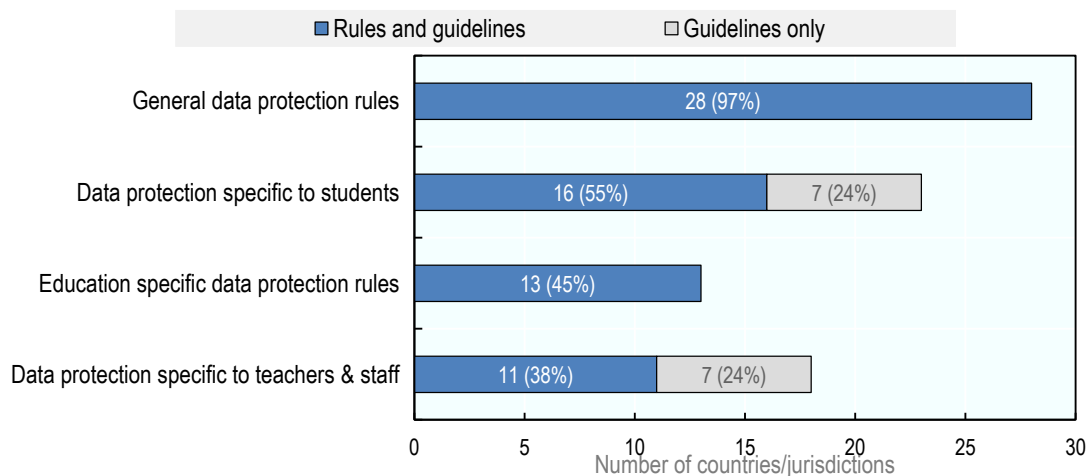 Rules and guidelines Guidelines only
General data protection rules 28 (97%)
Data protection specific to students 16 (55%) 7 (24%)
Education specific data protection rules 13 (45%)
Data protection specific to teachers & staff 11 (38%) 7 (24%)
0 5 10 15 20 25 30
Number of countries/jurisdictions